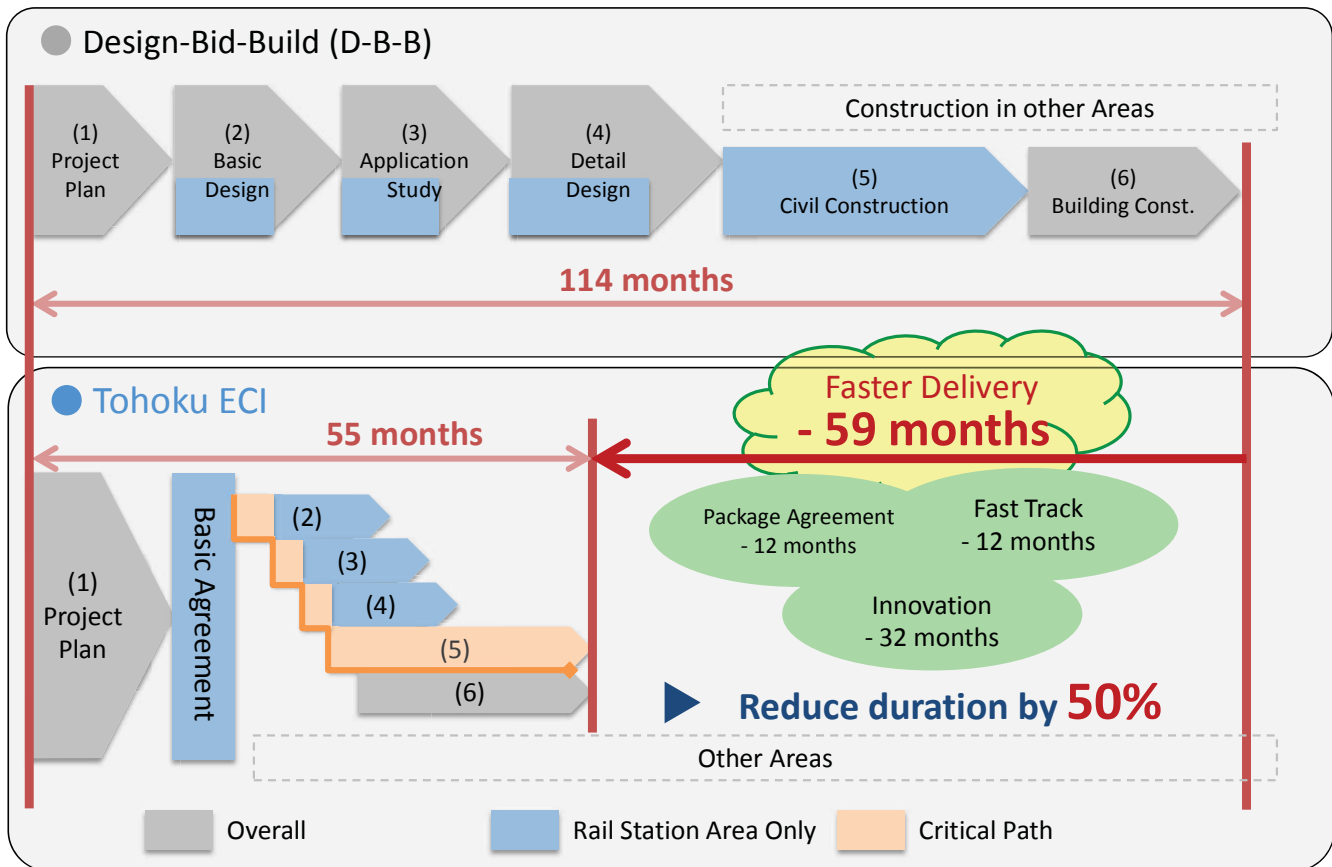 Design-Bid-Build (D-B-B)
(1)
Project
Plan
(2)
Basic
Design
(3)
Application
Study
(4)
Detail
Design
Construction in other Areas
(5)
Civil Construction
(6)
Building Const.
114 months
Tohoku ECI
55 months
Faster Delivery
- 59 months
(1)
Project
Plan
Basic Agreement
(2)
(3)
(4)
(5)
(6)
Package Agreement
- 12 months
Fast Track
- 12 months
Innovation
- 32 months
Reduce duration by 50%
Other Areas
Overall
Rail Station Area Only
Critical Path